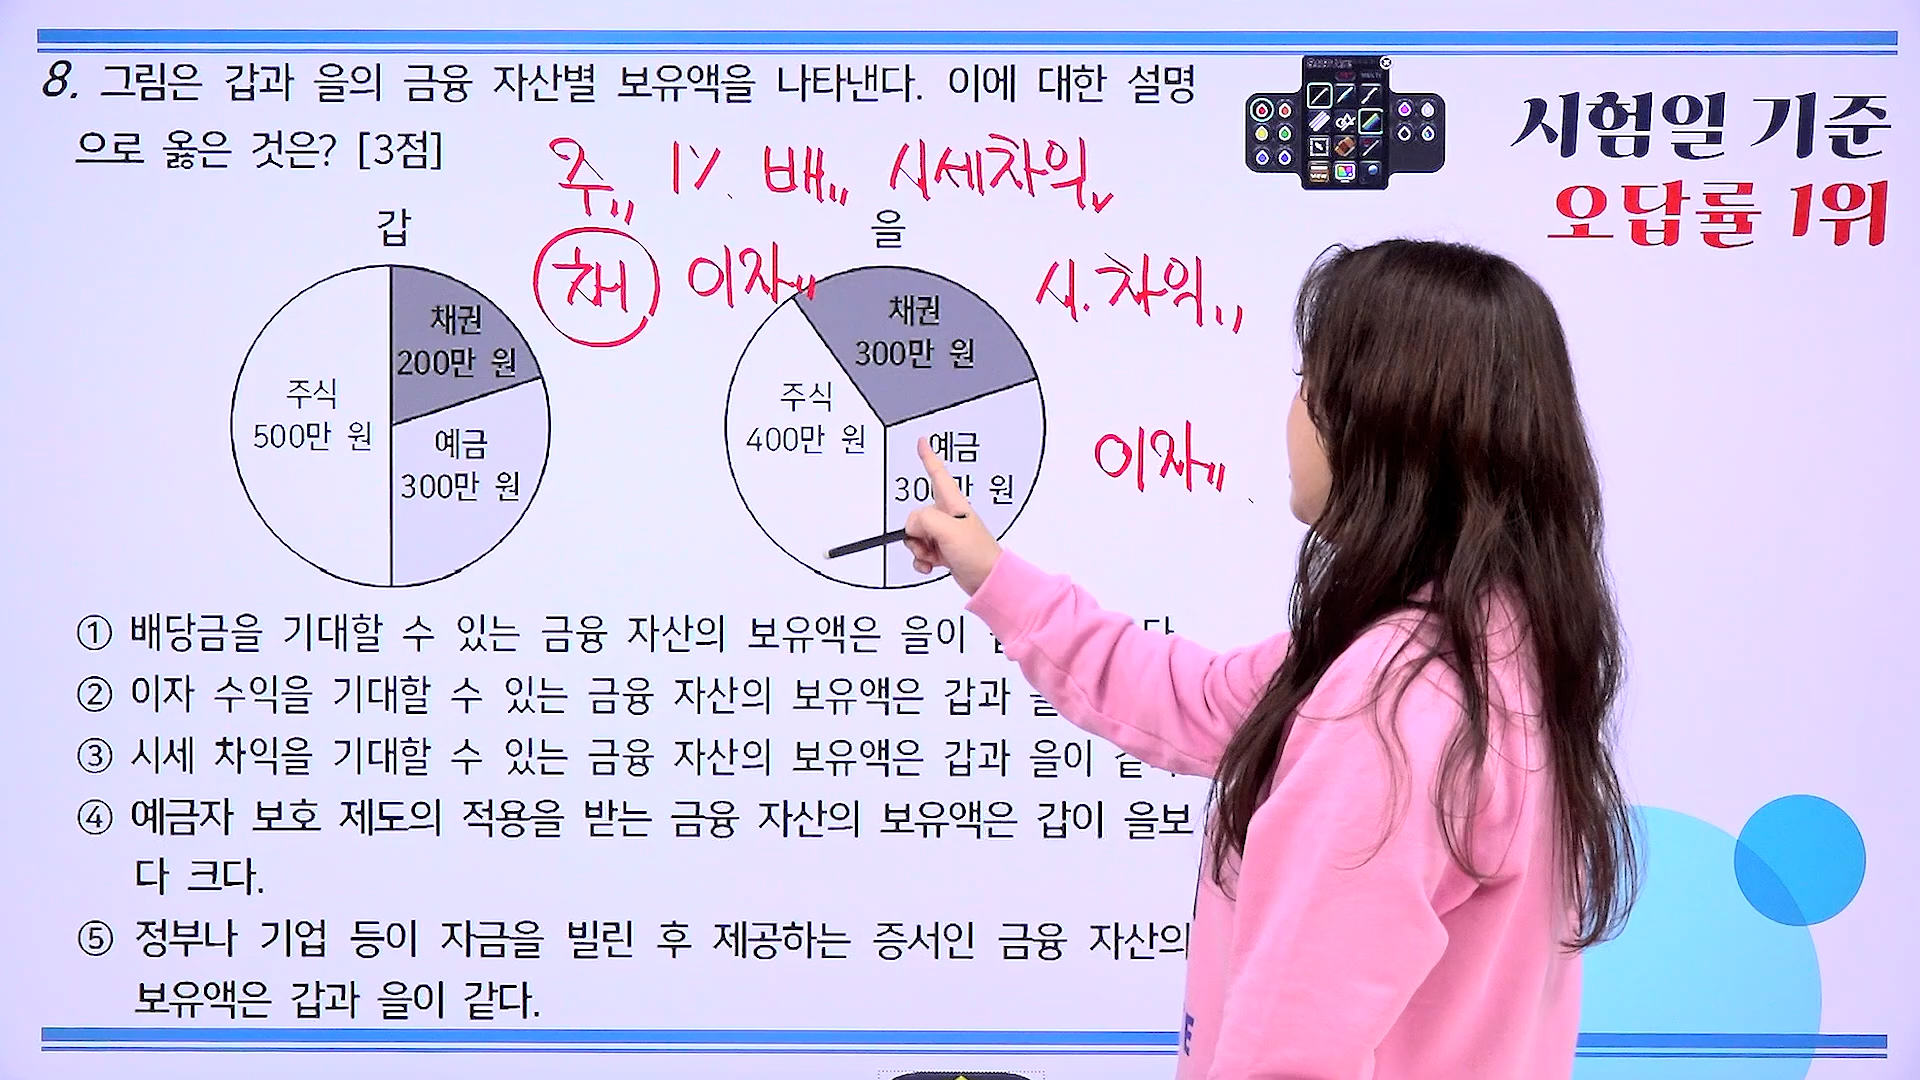 8. 그림은 갑과 을의 금융 자산별 보유액을 나타낸다. 이에 대한 설명
으로 옳은 것은? [3점]
시험일 기준
오답률 1위
주 1% 배 시세차익
채 이자 시.차익
이자
갑
채권
200만 원
주식
500만 원
예금
300만 원
을
채권
300만 원
주식
400만 원
예금
원
① 배당금을 기대할 수 있는 금융 자산의 보유액은 을이
② 이자 수익을 기대할 수 있는 금융 자산의 보유액은 갑과
③ 시세 차익을 기대할 수 있는 금융 자산의 보유액은 갑과 을이
④ 예금자 보호 제도의 적용을 받는 금융 자산의 보유액은 갑이 을보
다 크다.
⑤ 정부나 기업 등이 자금을 빌린 후 제공하는 증서인 금융 자산의
보유액은 갑과 을이 같다.